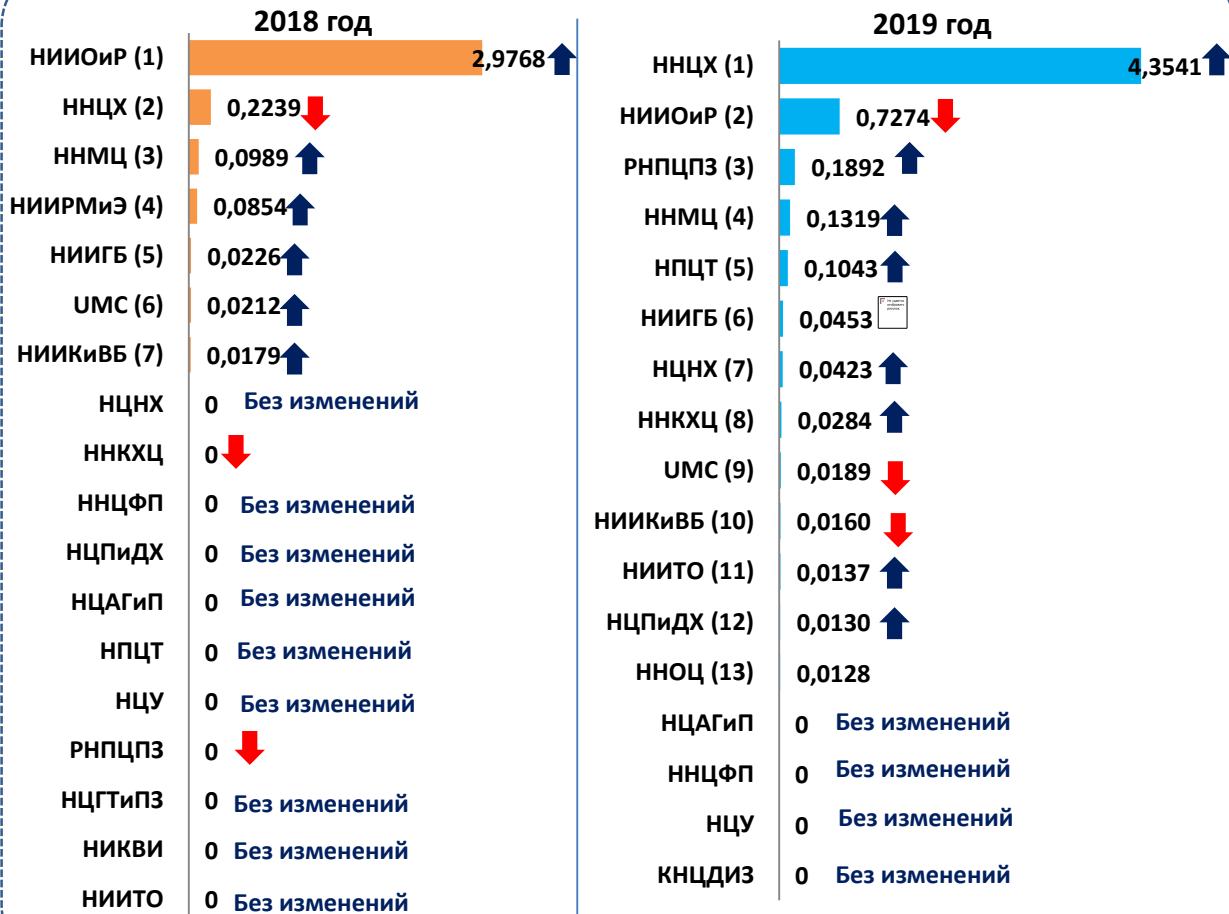 2018 год
НИИОиР (1) 2,9768
ННЦХ (2) 0,2239
ННМЦ (3) 0,0989
НИИРМиЭ (4) 0,0854
НИИГБ (5) 0,0226
UMC (6) 0,0212
НИИКиВБ (7) 0,0179
НЦНХ 0 Без изменений
ННКХЦ 0
ННЦФП 0 Без изменений
НЦПиДХ 0 Без изменений
НЦАГиП 0 Без изменений
НПЦТ 0 Без изменений
НЦУ 0 Без изменений
РНПЦПЗ 0
НЦГТиПЗ 0 Без изменений
НИКВИ 0 Без изменений
НИИТО 0 Без изменений
2019 год
ННЦХ (1) 4,3541
НИИОиР (2) 0,7274
РНПЦПЗ (3) 0,1892
ННМЦ (4) 0,1319
НПЦТ (5) 0,1043
НИИГБ (6) 0,0453
НЦНХ (7) 0,0423
ННКХЦ (8) 0,0284
UMC (9) 0,0189
НИИКиВБ (10) 0,0160
НИИТО (11) 0,0137
НЦПиДХ (12) 0,0130
ННОЦ (13) 0,0128
НЦАГиП 0 Без изменений
ННЦФП 0 Без изменений
НЦУ 0 Без изменений
КНЦДИЗ 0 Без изменений